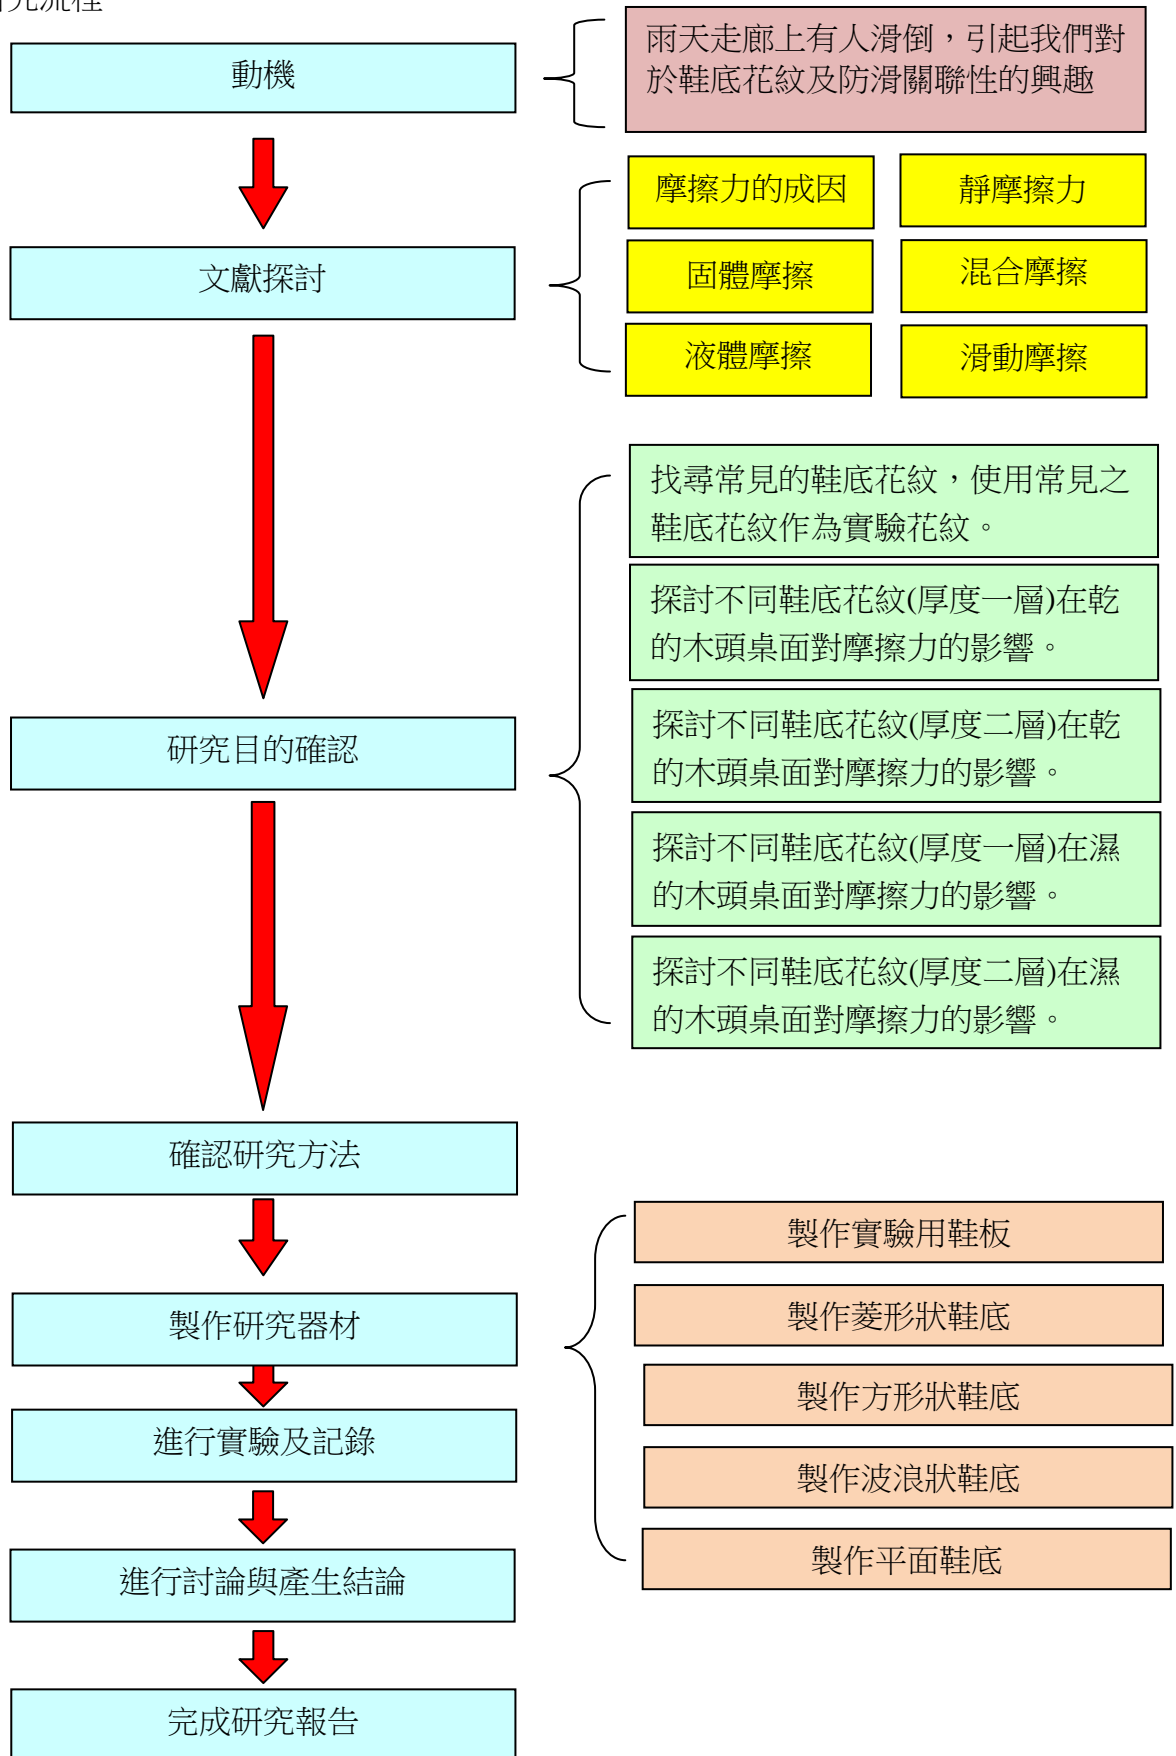 究流程
動機
雨天走廊上有人滑倒，引起我們對
於鞋底花紋及防滑關聯性的興趣
文獻探討
摩擦力的成因
靜摩擦力
固體摩擦
混合摩擦
液體摩擦
滑動摩擦
研究目的確認
找尋常見的鞋底花紋，使用常見之
鞋底花紋作為實驗花紋。
探討不同鞋底花紋(厚度一層)在乾
的木頭桌面對摩擦力的影響。
探討不同鞋底花紋(厚度二層)在乾
的木頭桌面對摩擦力的影響。
探討不同鞋底花紋(厚度一層)在濕
的木頭桌面對摩擦力的影響。
探討不同鞋底花紋(厚度二層)在濕
的木頭桌面對摩擦力的影響。
確認研究方法
製作研究器材
製作實驗用鞋板
製作菱形狀鞋底
製作方形狀鞋底
製作波浪狀鞋底
製作平面鞋底
進行實驗及記錄
進行討論與產生結論
完成研究報告